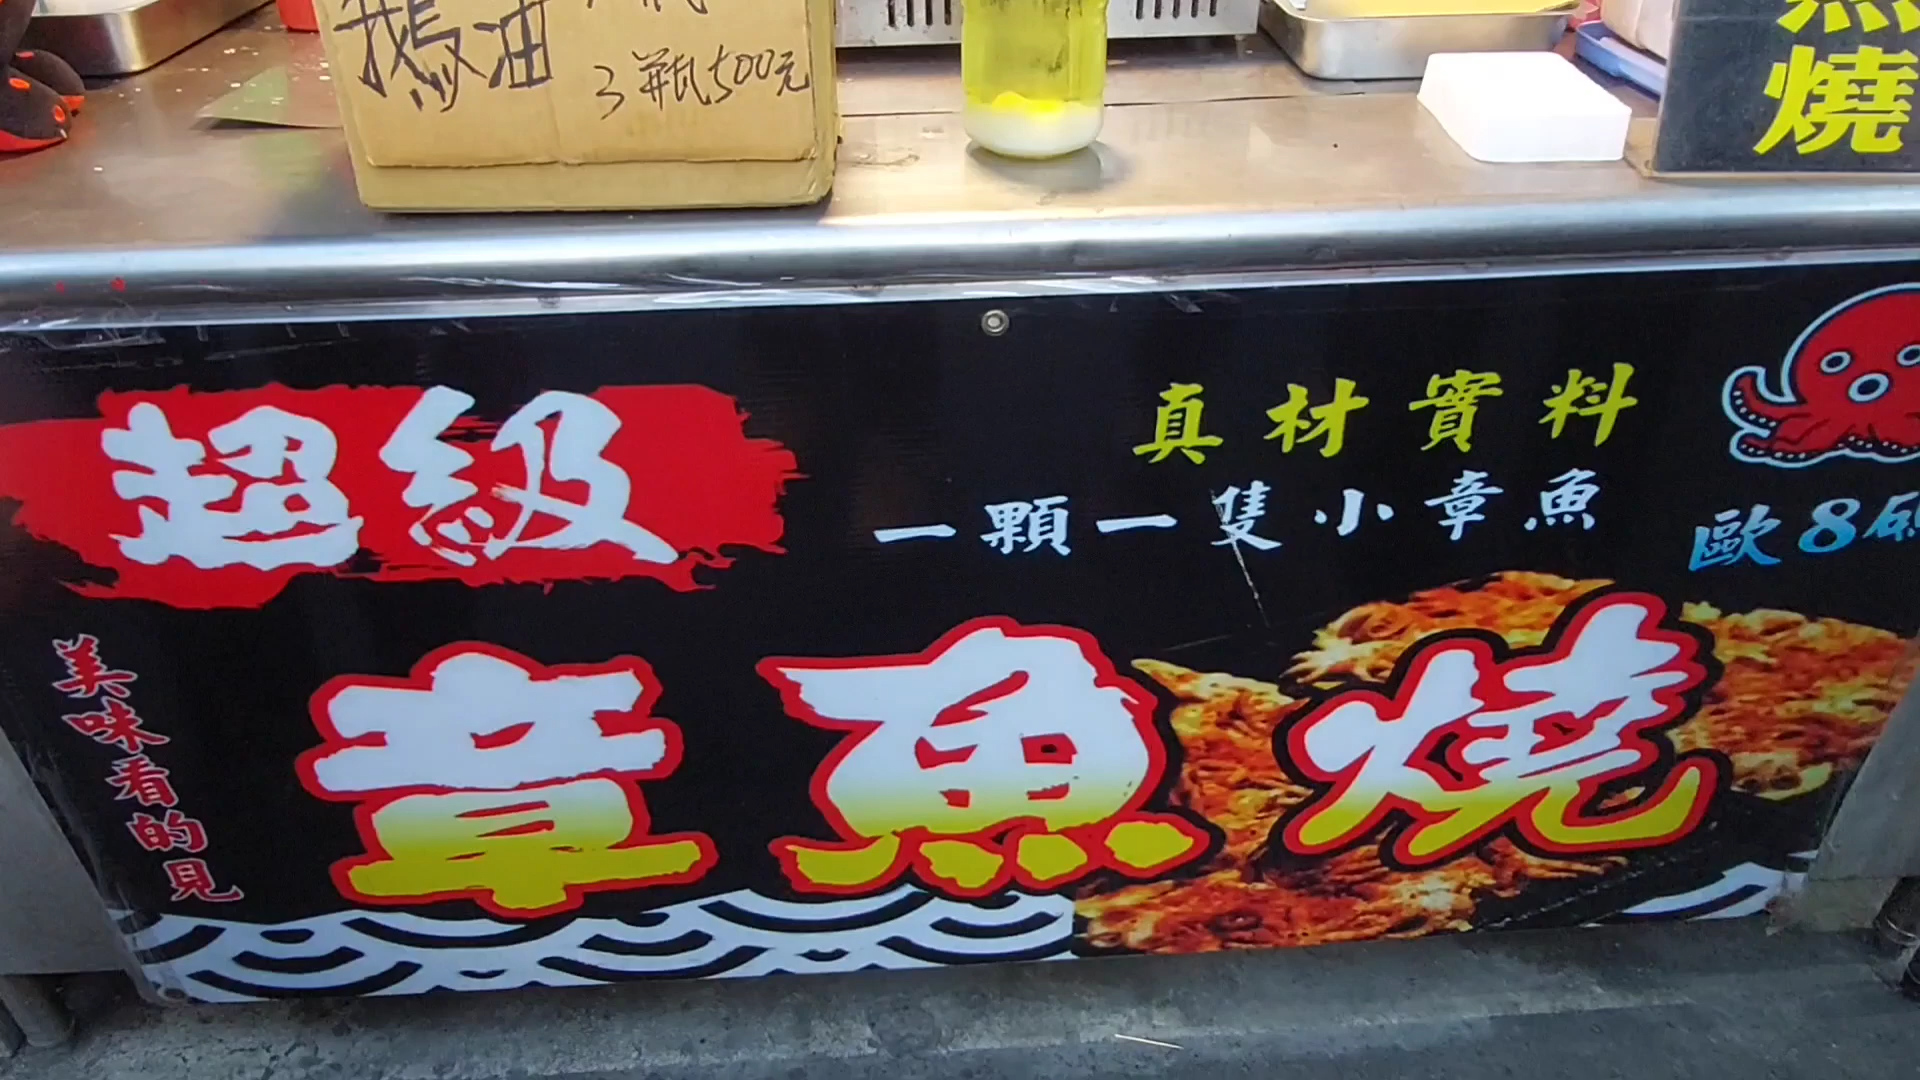 鵝油
3瓶500元
燒
超級
真材實料
一顆一隻小章魚
歐8
章魚燒
美味看的見